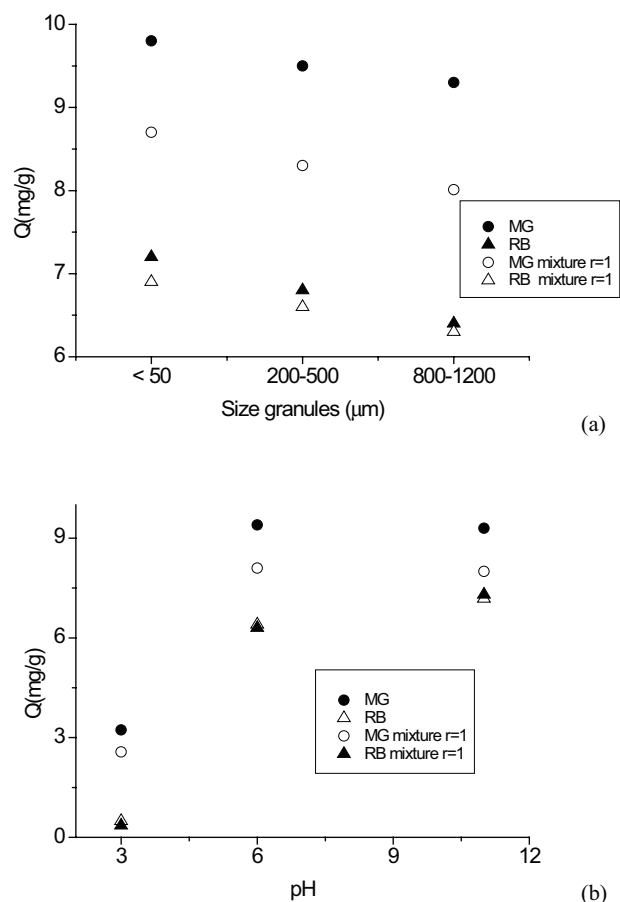 10
9
8
7
6
Q(mg/g)
MG
RB
MG mixture r=1
RB mixture r=1
< 50
200-500
800-1200
Size granules (μm)
(a)
9
6
3
0
Q(mg/g)
MG
RB
MG mixture r=1
RB mixture r=1
3
6
9
12
pH
(b)